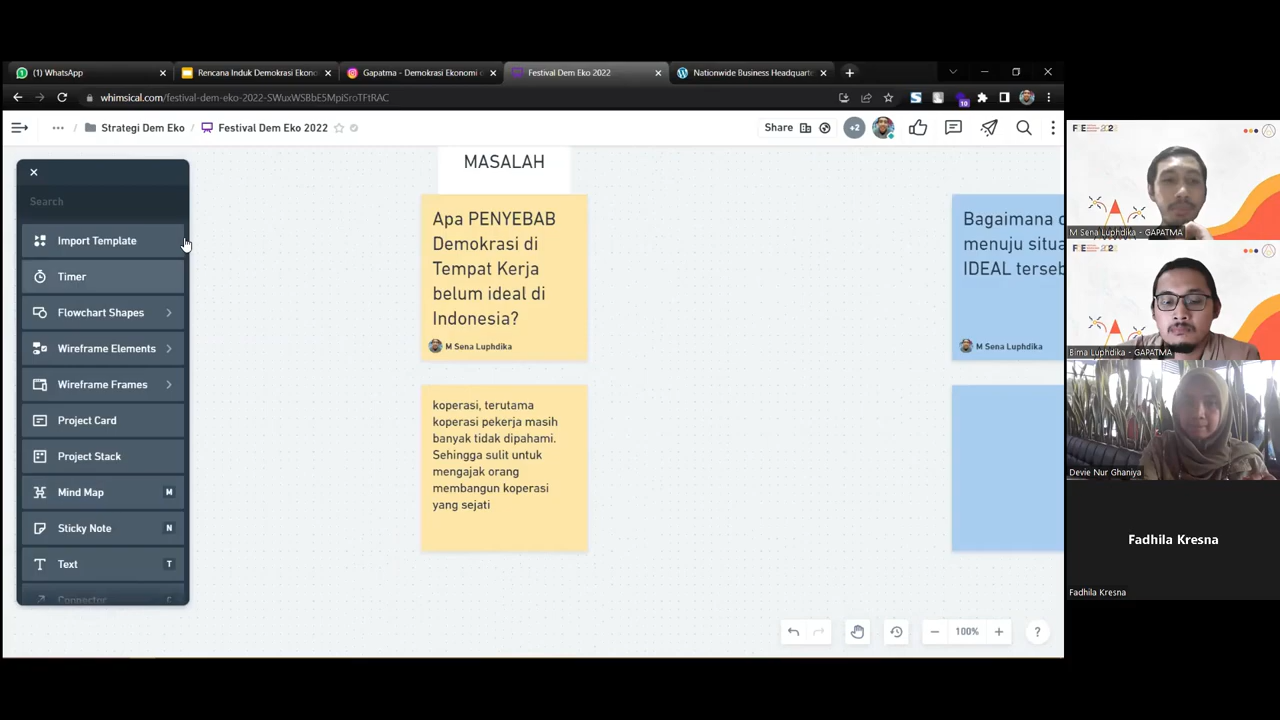 (1) WhatsApp
Rencana Induk Demokrasi Ekono
Gapatma - Demokrasi Ekonomi
Festival Dem Eko 2022
Nationwide Business Headquarte
whimsical.com/festival-dem-eko-2022-SWuxWSBbE5MpiSroTFtRAC
10
... / Strategi Dem Eko / Festival Dem Eko 2022
Share
+2
Search
Import Template
Timer
Flowchart Shapes
Wireframe Elements
Wireframe Frames
Project Card
Project Stack
Mind Map M
Sticky Note N
Text T
Connector C
MASALAH
Apa PENYEBAB
Demokrasi di
Tempat Kerja
belum ideal di
Indonesia?
M Sena Luphdika
koperasi, terutama
koperasi pekerja masih
banyak tidak dipahami.
Sehingga sulit untuk
mengajak orang
membangun koperasi
yang sejati
Bagaimana
menuju situa
IDEAL terseb
M Sena Luphdika
100%
?
M Sena Luphdika - GAPATMA
Bima Luphdika - GAPATMA
Devie Nur Ghaniya
Fadhila Kresna
Fadhila Kresna